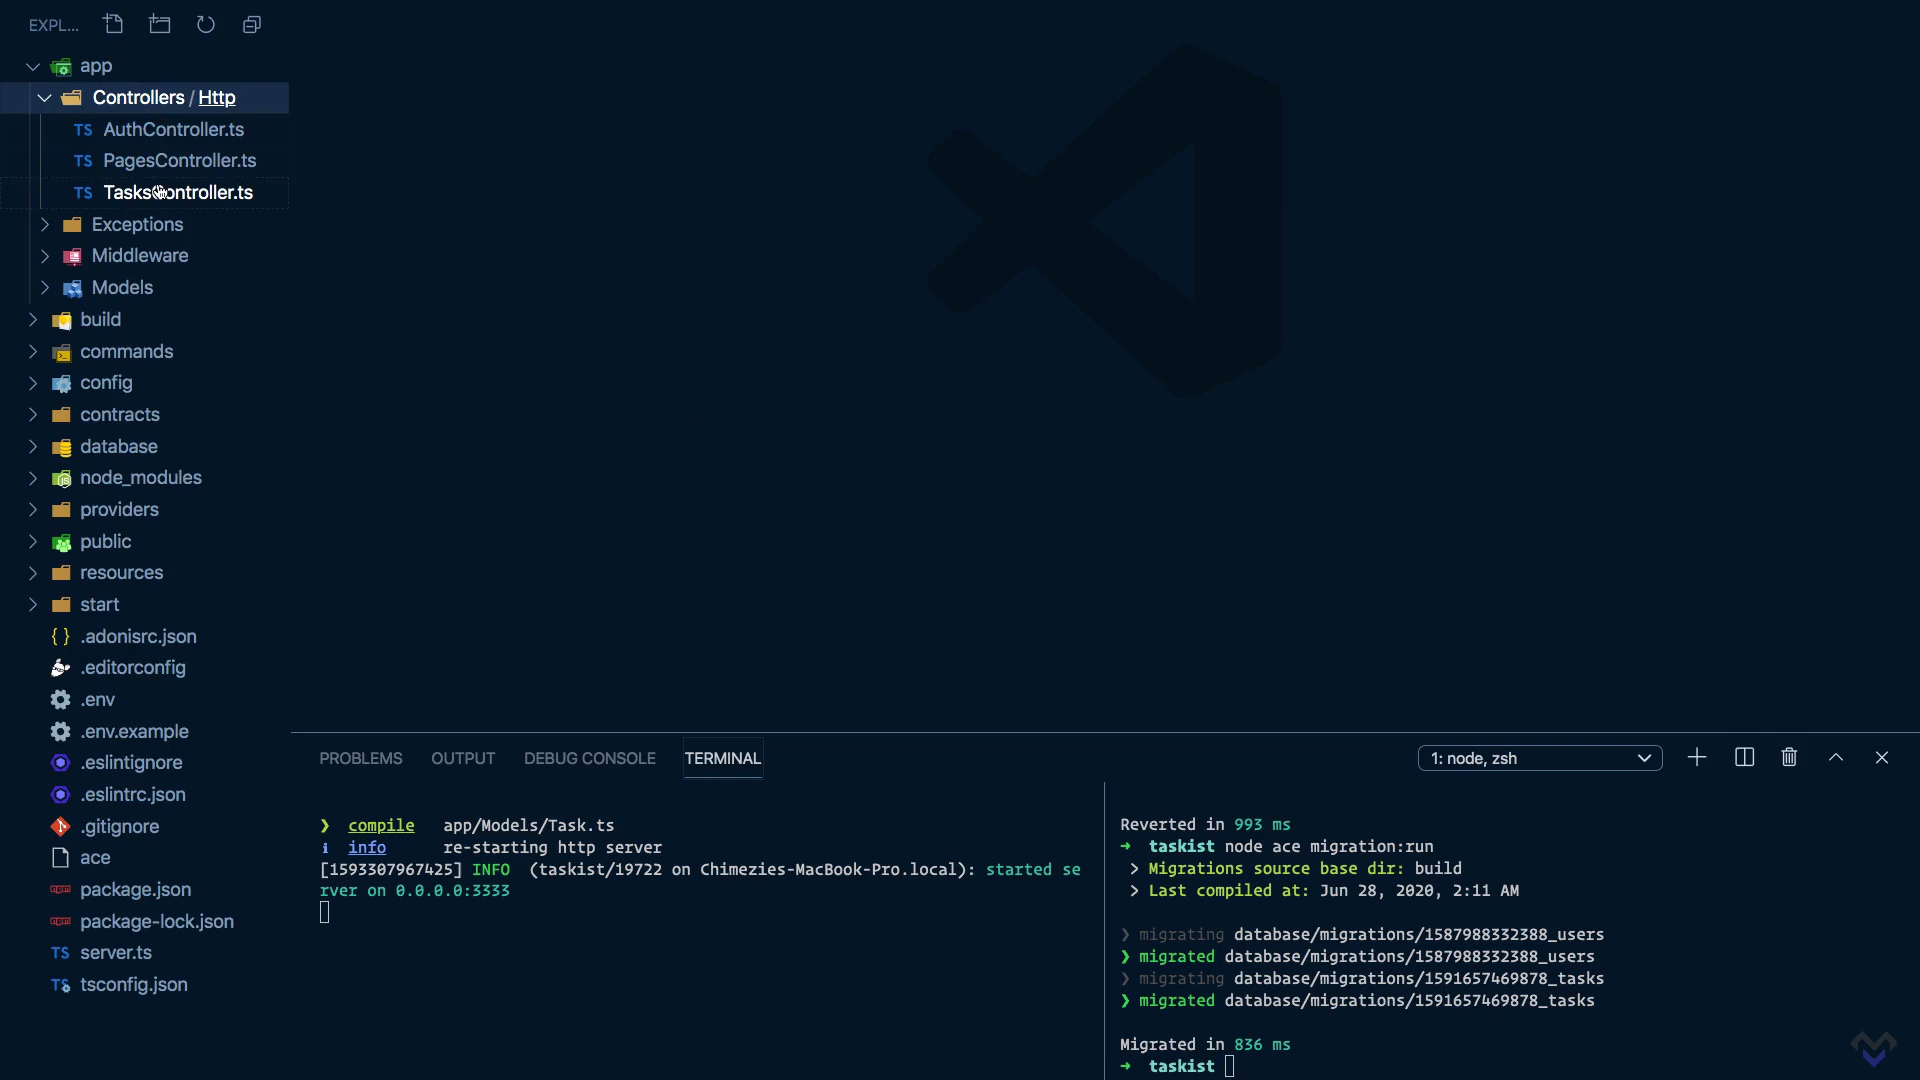 EXPL...
app
Controllers / Http
TS AuthController.ts
TS PagesController.ts
TS TasksController.ts
Exceptions
Middleware
Models
build
commands
config
contracts
database
node_modules
providers
public
resources
start
{ } .adonisrc.json
.editorconfig
.env
.env.example
.eslintignore
.eslintrc.json
.gitignore
ace
package.json
package-lock.json
TS server.ts
TS tsconfig.json
PROBLEMS OUTPUT DEBUG CONSOLE TERMINAL
1: node, zsh
❯ compile app/Models/Task.ts
ℹ info re-starting http server
[1593307967425] INFO (taskist/19722 on Chimezies-MacBook-Pro.local): started se
rver on 0.0.0.0:3333
Reverted in 993 ms
→ taskist node ace migration:run
> Migrations source base dir: build
> Last compiled at: Jun 28, 2020, 2:11 AM
❯ migrating database/migrations/1587988332388_users
❯ migrated database/migrations/1587988332388_users
❯ migrating database/migrations/1591657469878_tasks
❯ migrated database/migrations/1591657469878_tasks
Migrated in 836 ms
→ taskist